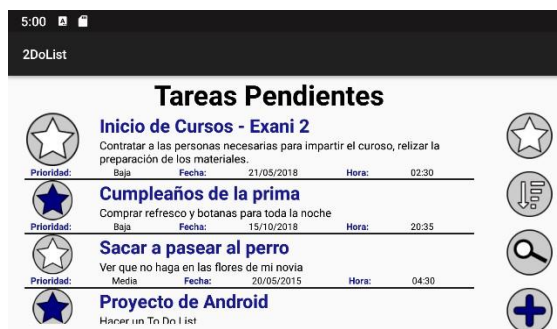 5:00
2DoList
Tareas Pendientes
Inicio de Cursos - Exani 2
Contratar a las personas necesarias para impartir el curoso, relizar la
preparación de los materiales.
Prioridad: Baja Fecha: 21/05/2018 Hora: 02:30
Cumpleaños de la prima
Comprar refresco y botanas para toda la noche
Prioridad: Baja Fecha: 15/10/2018 Hora: 20:35
Sacar a pasear al perro
Ver que no haga en las flores de mi novia
Prioridad: Media Fecha: 20/05/2015 Hora: 04:30
Proyecto de Android
Hacer un To Do List